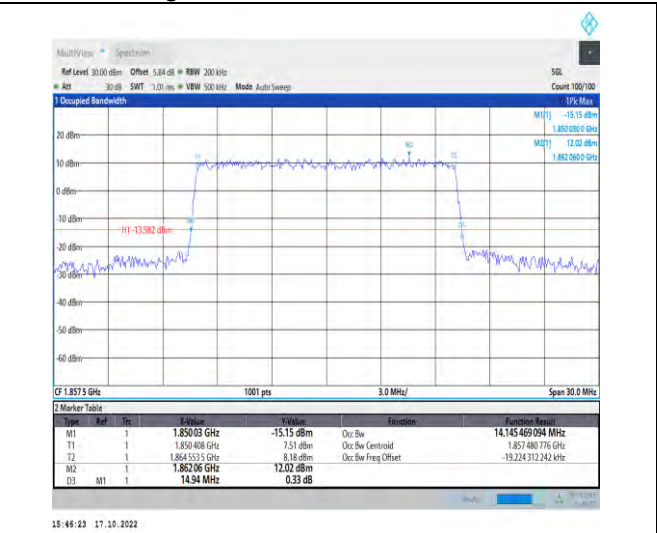 MultiView Spectrum
Ref Level 30.00 dBm Offset 5.84 dB RBW 200 kHz SGL
Att 30 dB SWT 1.01 ms VBW 500 kHz Mode Auto Sweep Count 100/100
1 Occupied Bandwidth 1Pk Max
M1[1] -15.15 dBm
1.850 030 0 GHz
20 dBm M2[1] 12.02 dBm
1.862 060 0 GHz
M2
T1 T2
10 dBm
0 dBm
-10 dBm
M1
H1 -13.982 dBm
-20 dBm
-30 dBm
-40 dBm
-50 dBm
-60 dBm
CF 1.857 5 GHz 1001 pts 3.0 MHz/ Span 30.0 MHz
2 Marker Table
Type Ref Trc X-Value Y-Value Function Function Result
M1 1 1.850 03 GHz -15.15 dBm Occ Bw 14.145 469 094 MHz
T1 1 1.850 408 GHz 7.51 dBm Occ Bw Centroid 1.857 480 776 GHz
T2 1 1.864 553 5 GHz 8.18 dBm Occ Bw Freq Offset -19.224 312 242 kHz
M2 1 1.862 06 GHz 12.02 dBm
D3 M1 1 14.94 MHz 0.33 dB
15:46:23 17.10.2022